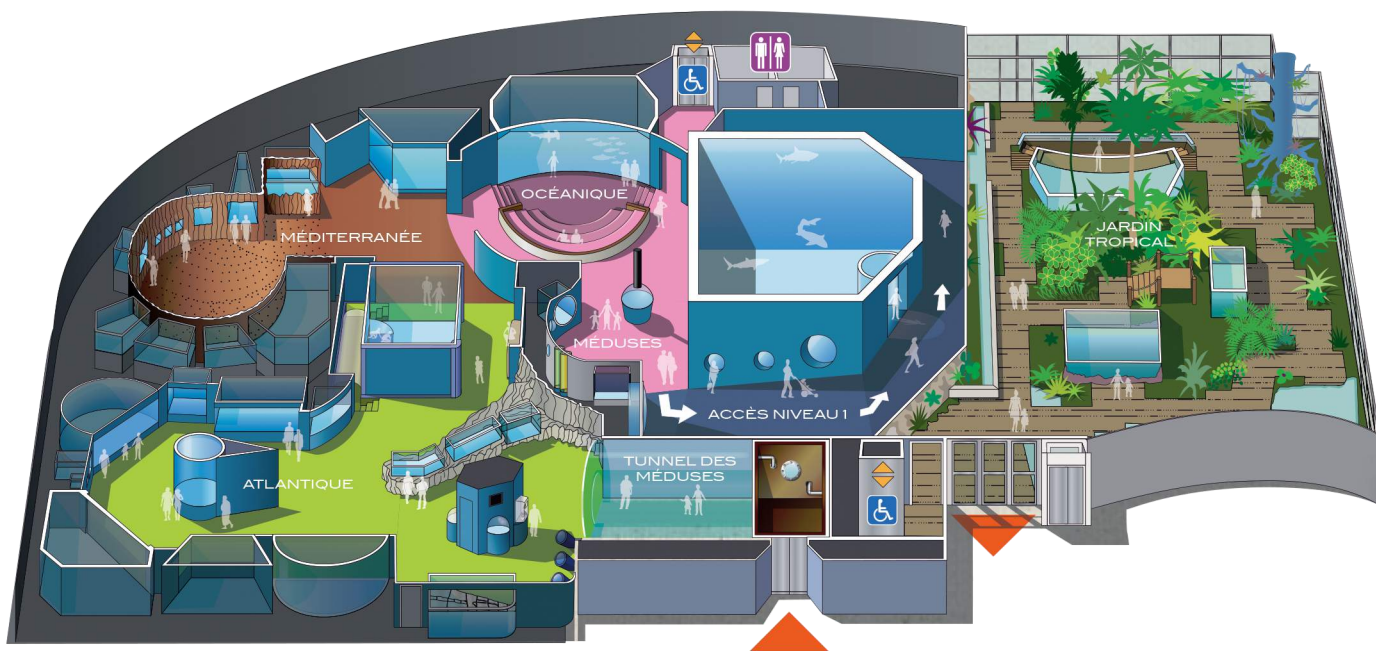 OCÉANIQUE
MÉDITERRANÉE
JARDIN
TROPICAL
MÉDUSES
ACCÈS NIVEAU 1
TUNNEL DES
MÉDUSES
ATLANTIQUE